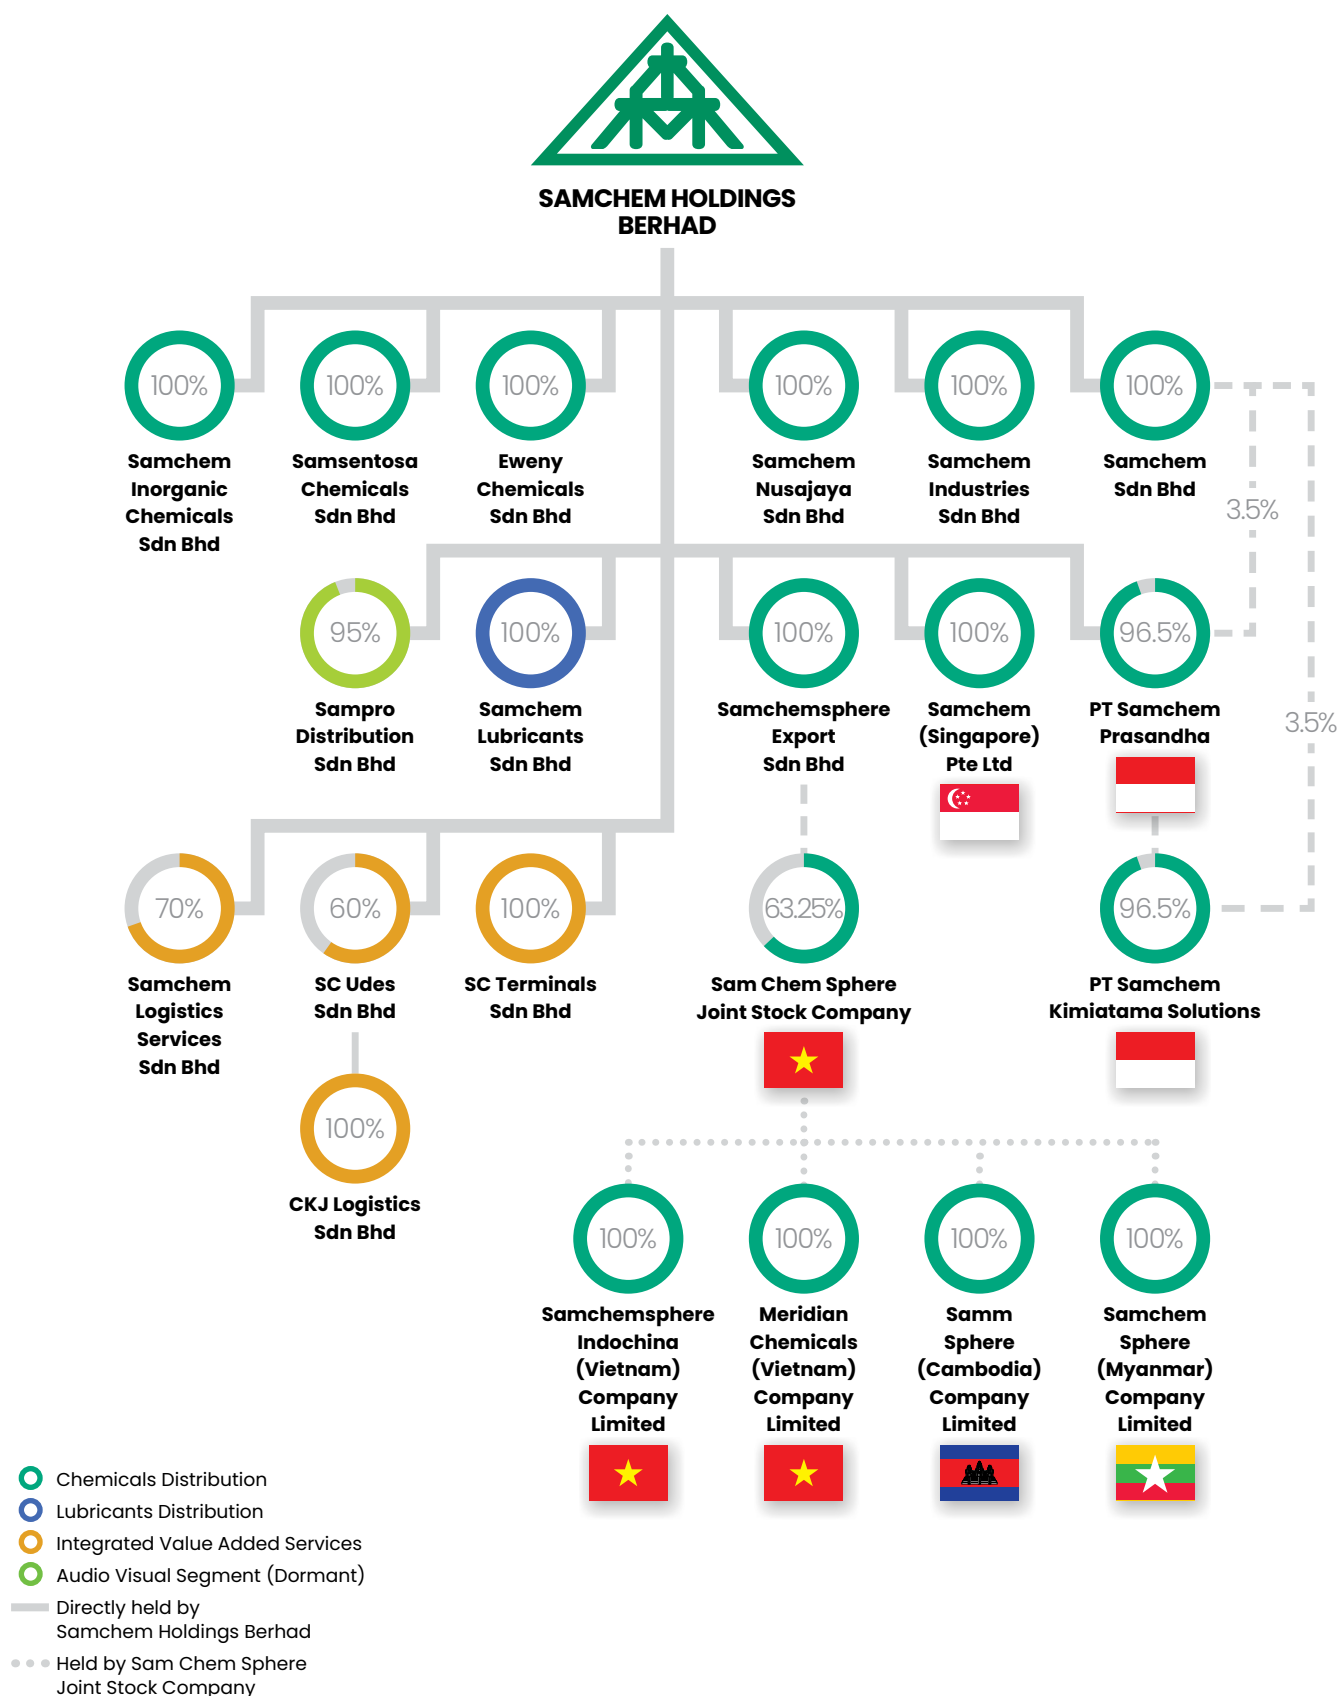 SAMCHEM HOLDINGS
BERHAD
100%
100%
100%
100%
100%
100%
Samchem
Inorganic
Chemicals
Sdn Bhd
Samsentosa
Chemicals
Sdn Bhd
Eweny
Chemicals
Sdn Bhd
Samchem
Nusajaya
Sdn Bhd
Samchem
Industries
Sdn Bhd
Samchem
Sdn Bhd
3.5%
95%
100%
100%
100%
96.5%
Sampro
Distribution
Sdn Bhd
Samchem
Lubricants
Sdn Bhd
Samchemsphere
Export
Sdn Bhd
Samchem
(Singapore)
Pte Ltd
PT Samchem
Prasandha
3.5%
70%
60%
100%
63.25%
96.5%
Samchem
Logistics
Services
Sdn Bhd
SC Udes
Sdn Bhd
SC Terminals
Sdn Bhd
Sam Chem Sphere
Joint Stock Company
PT Samchem
Kimiatama Solutions
100%
CKJ Logistics
Sdn Bhd
100%
100%
100%
100%
Samchemsphere
Indochina
(Vietnam)
Company
Limited
Meridian
Chemicals
(Vietnam)
Company
Limited
Samm
Sphere
(Cambodia)
Company
Limited
Samchem
Sphere
(Myanmar)
Company
Limited
Chemicals Distribution
Lubricants Distribution
Integrated Value Added Services
Audio Visual Segment (Dormant)
Directly held by
Samchem Holdings Berhad
Held by Sam Chem Sphere
Joint Stock Company